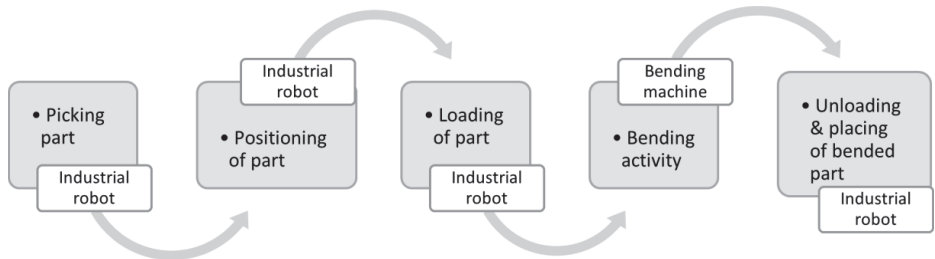 • Picking
part
Industrial
robot
Industrial
robot
• Positioning
of part
• Loading
of part
Industrial
robot
Bending
machine
• Bending
activity
• Unloading
& placing
of bended
part
Industrial
robot